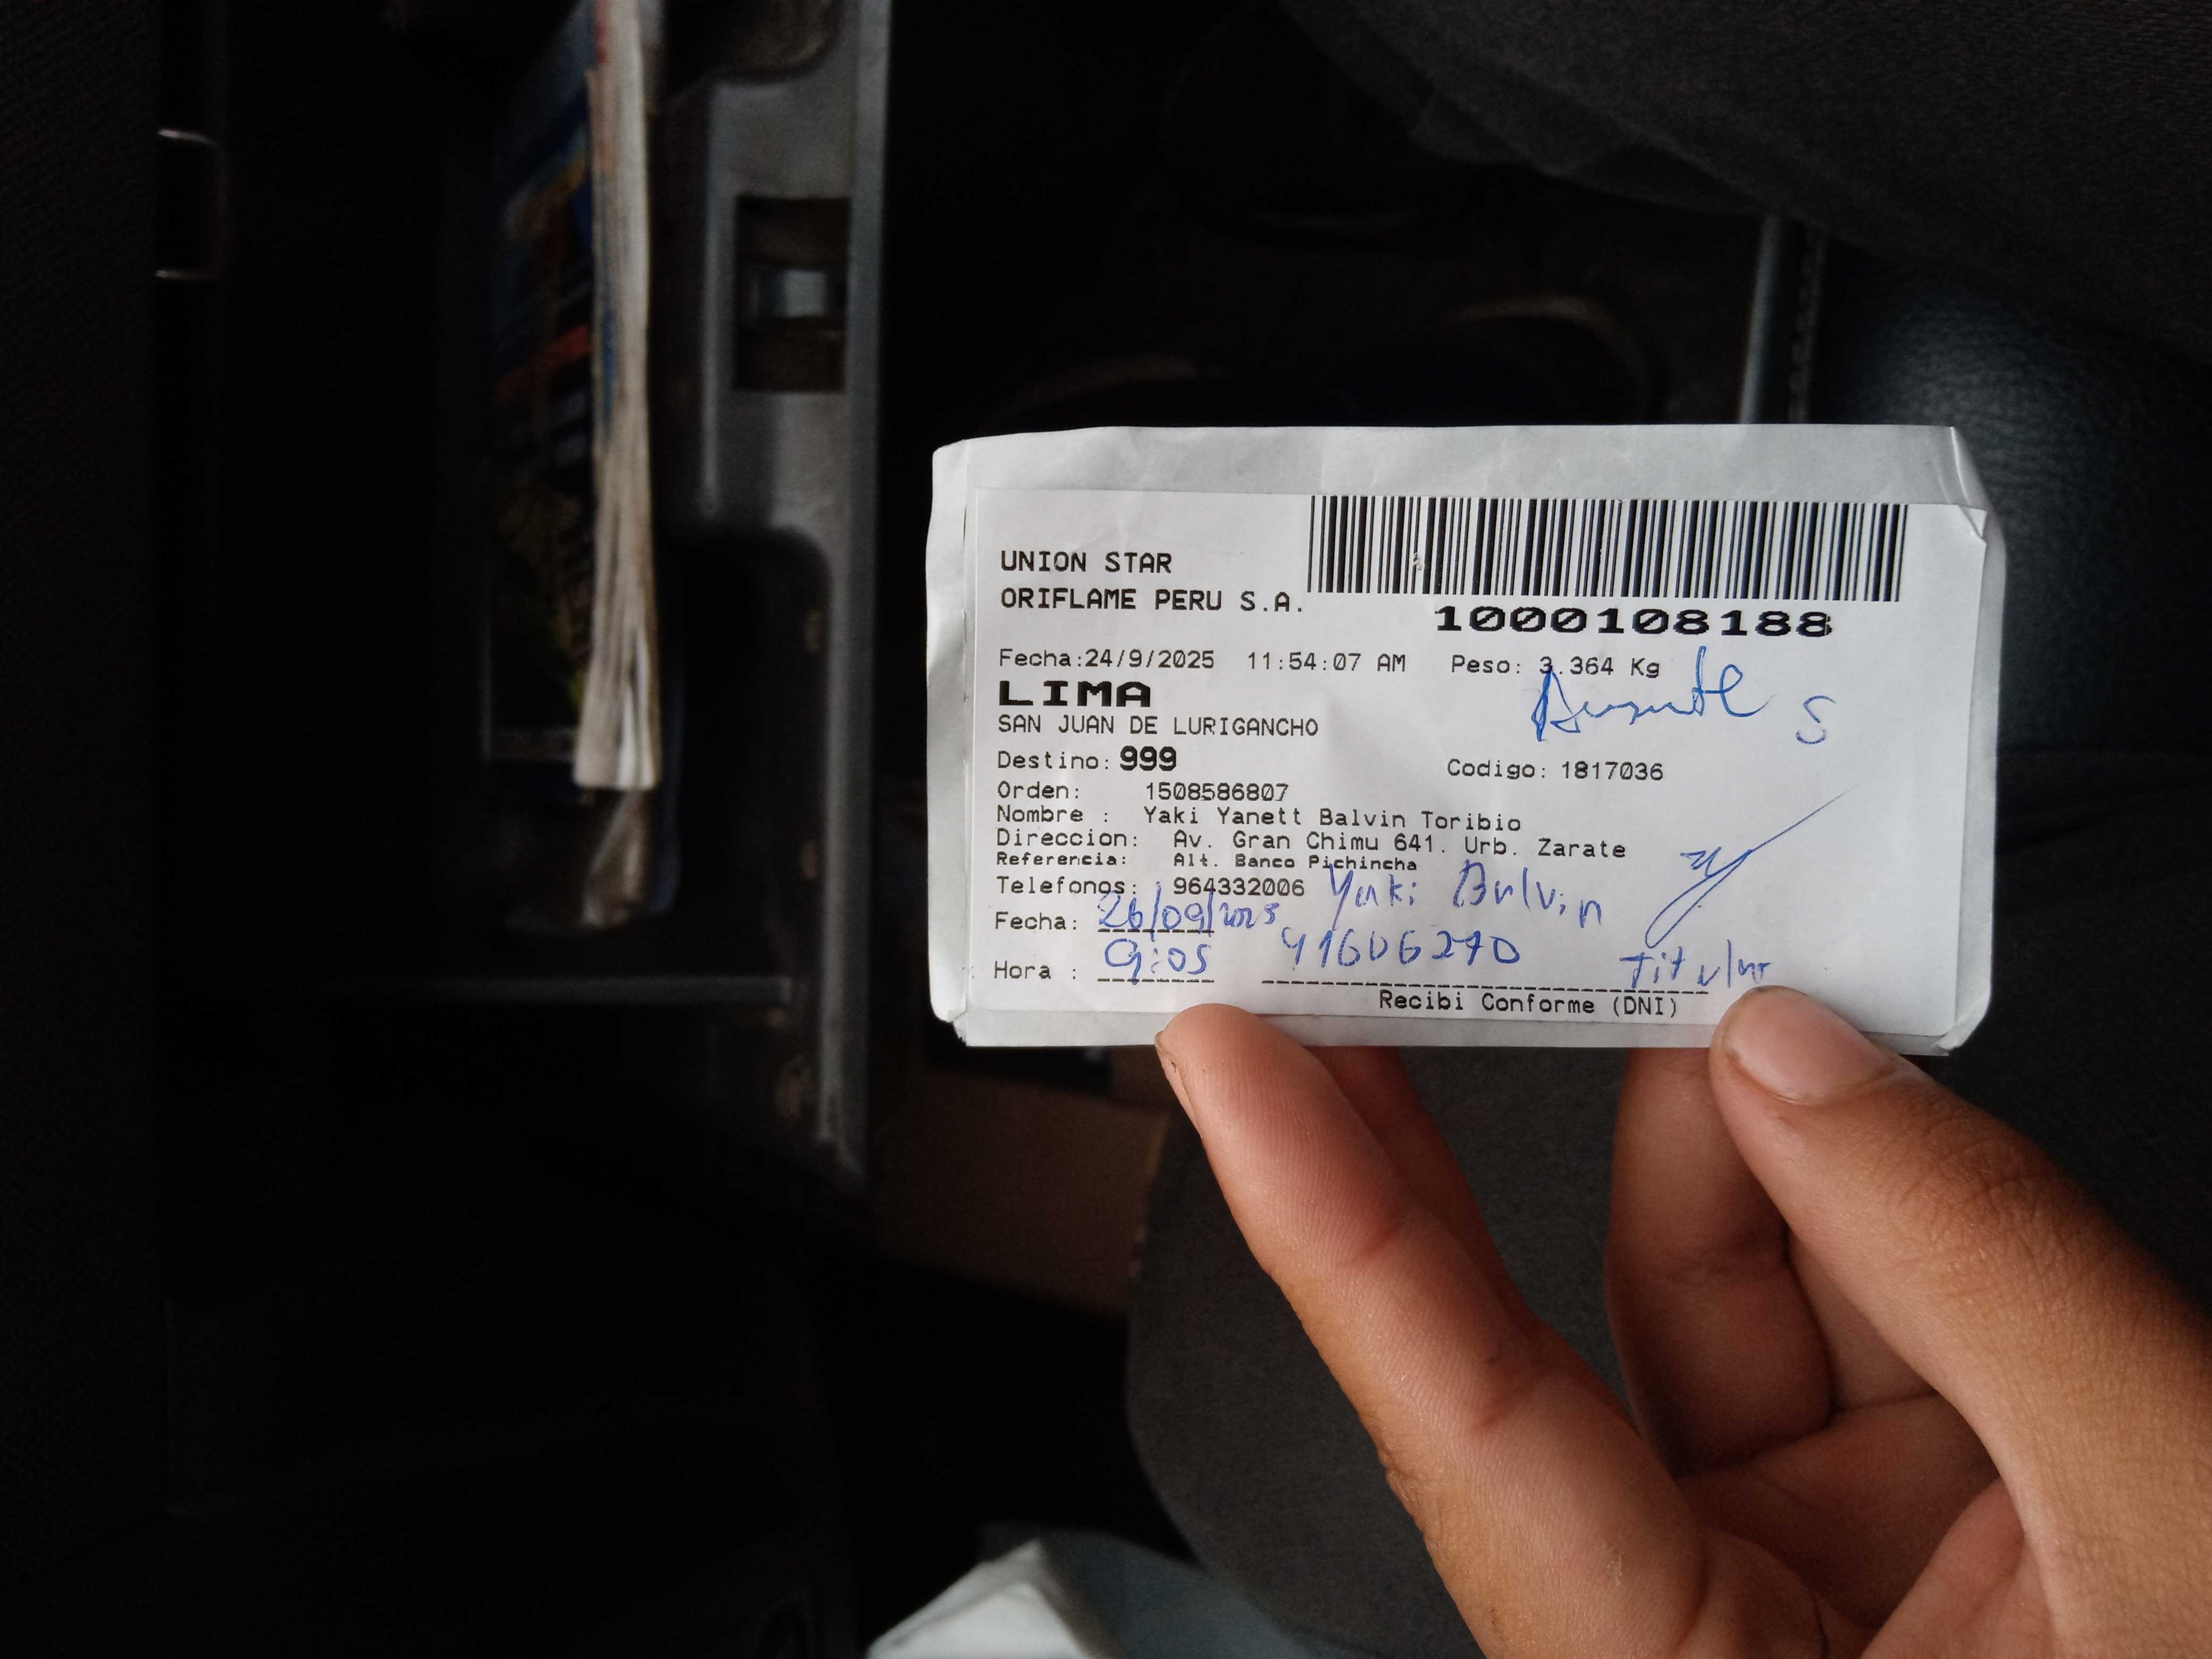 UNION STAR
ORIFLAME PERU S.A.
1000108188
Fecha:24/9/2025 11:54:07 AM Peso: 3.364 Kg
LIMA
SAN JUAN DE LURIGANCHO
S
Destino: 999 Codigo: 1817036
Orden: 1508586807
Nombre : Yaki Yanett Balvin Toribio
Direccion: Av. Gran Chimu 641. Urb. Zarate
Referencia: Alt. Banco Pichincha
Telefonos: 964332006 Yaki Balvin
Fecha: 26/09/2025
Hora : 9:05 41606270 Titular
Recibi Conforme (DNI)